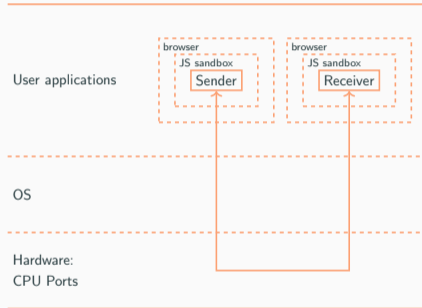 browser
browser
JS sandbox
JS sandbox
User applications
Sender
Receiver
OS
Hardware:
CPU Ports